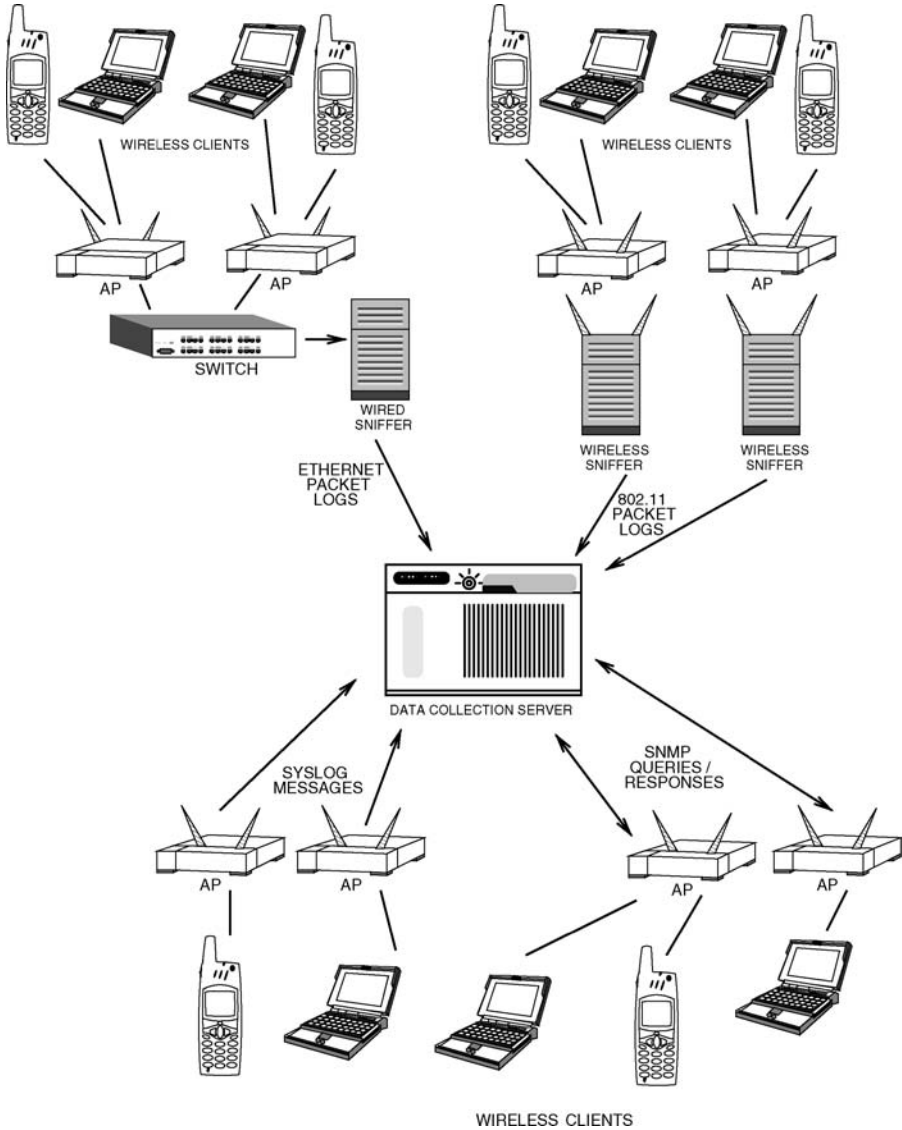 WIRELESS CLIENTS
WIRELESS CLIENTS
AP
AP
AP
AP
SWITCH
WIRED
SNIFFER
WIRELESS
SNIFFER
WIRELESS
SNIFFER
ETHERNET
PACKET
LOGS
802.11
PACKET
LOGS
DATA COLLECTION SERVER
SYSLOG
MESSAGES
SNMP
QUERIES /
RESPONSES
AP
AP
AP
AP
WIRELESS CLIENTS